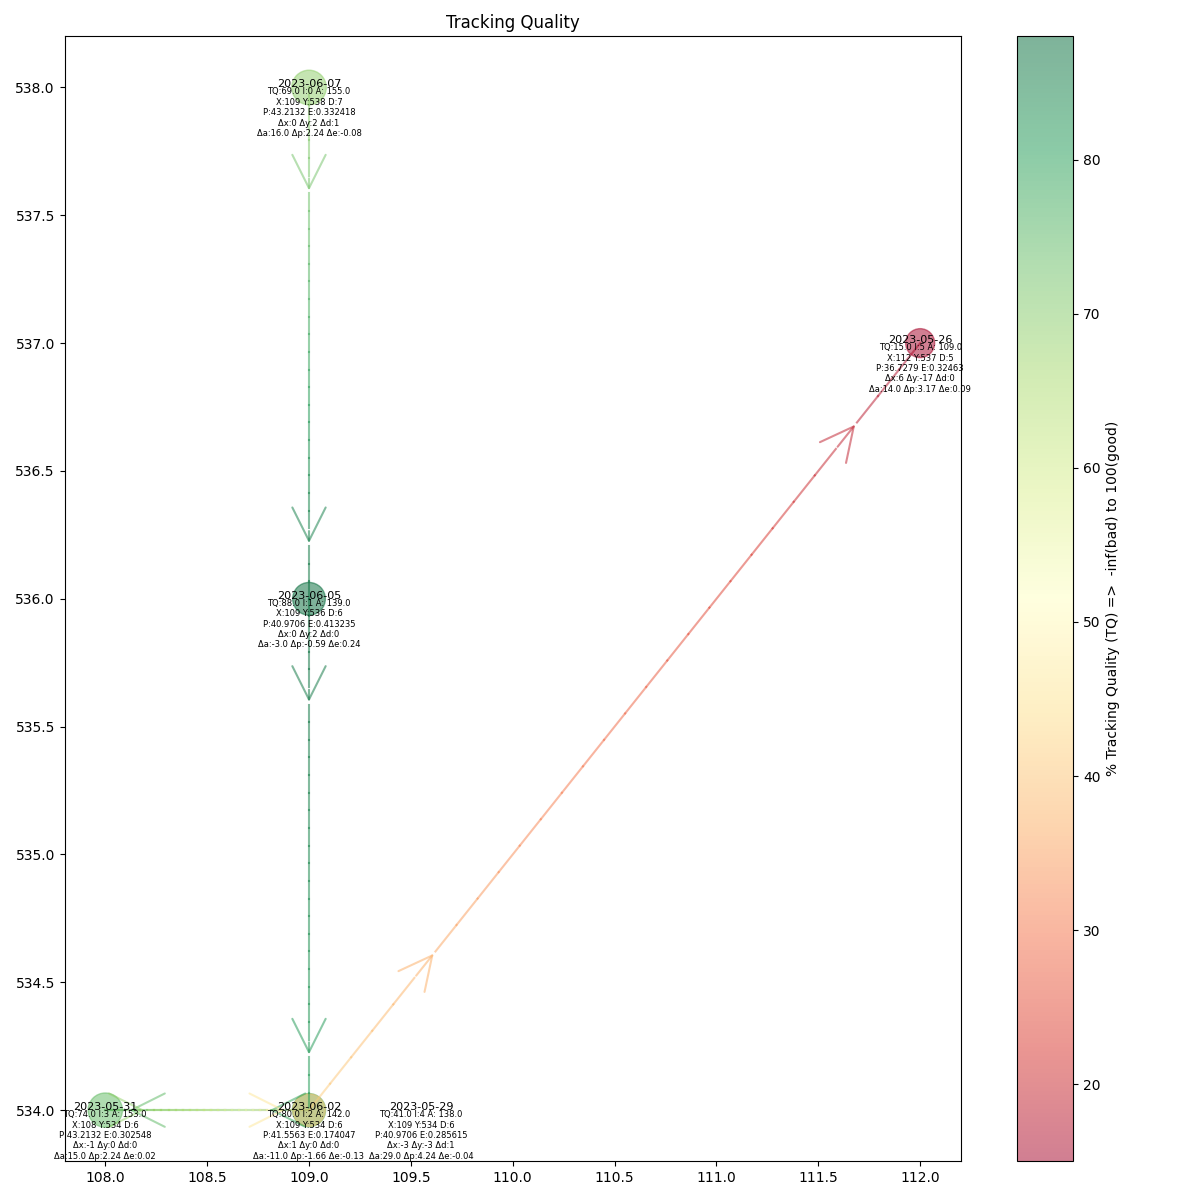 Tracking Quality
538.0
537.5
537.0
536.5
536.0
535.5
535.0
534.5
534.0
2023-06-07
TQ:69.0 I:0 A: 155.0
X:109 Y:538 D:7
P:43.2132 E:0.332418
Δx:0 Δy:2 Δd:1
Δa:16.0 Δp:2.24 Δe:-0.08
2023-05-26
TQ:15.0 I:5 A: 109.0
X:112 Y:537 D:5
P:36.7279 E:0.32463
Δx:6 Δy:-17 Δd:0
Δa:14.0 Δp:3.17 Δe:0.09
2023-06-05
TQ:88.0 I:1 A: 139.0
X:109 Y:536 D:6
P:40.9706 E:0.413235
Δx:0 Δy:2 Δd:0
Δa:-3.0 Δp:-0.59 Δe:0.24
2023-05-31
TQ:74.0 I:3 A: 153.0
X:108 Y:534 D:6
P:43.2132 E:0.302548
Δx:-1 Δy:0 Δd:0
Δa:15.0 Δp:2.24 Δe:0.02
2023-06-02
TQ:80.0 I:2 A: 142.0
X:109 Y:534 D:6
P:41.5563 E:0.174047
Δx:1 Δy:0 Δd:0
Δa:-11.0 Δp:-1.66 Δe:-0.13
2023-05-29
TQ:41.0 I:4 A: 138.0
X:109 Y:534 D:6
P:40.9706 E:0.285615
Δx:-3 Δy:-3 Δd:1
Δa:29.0 Δp:4.24 Δe:-0.04
108.0
108.5
109.0
109.5
110.0
110.5
111.0
111.5
112.0
80
70
60
50
40
30
20
% Tracking Quality (TQ) => -inf(bad) to 100(good)